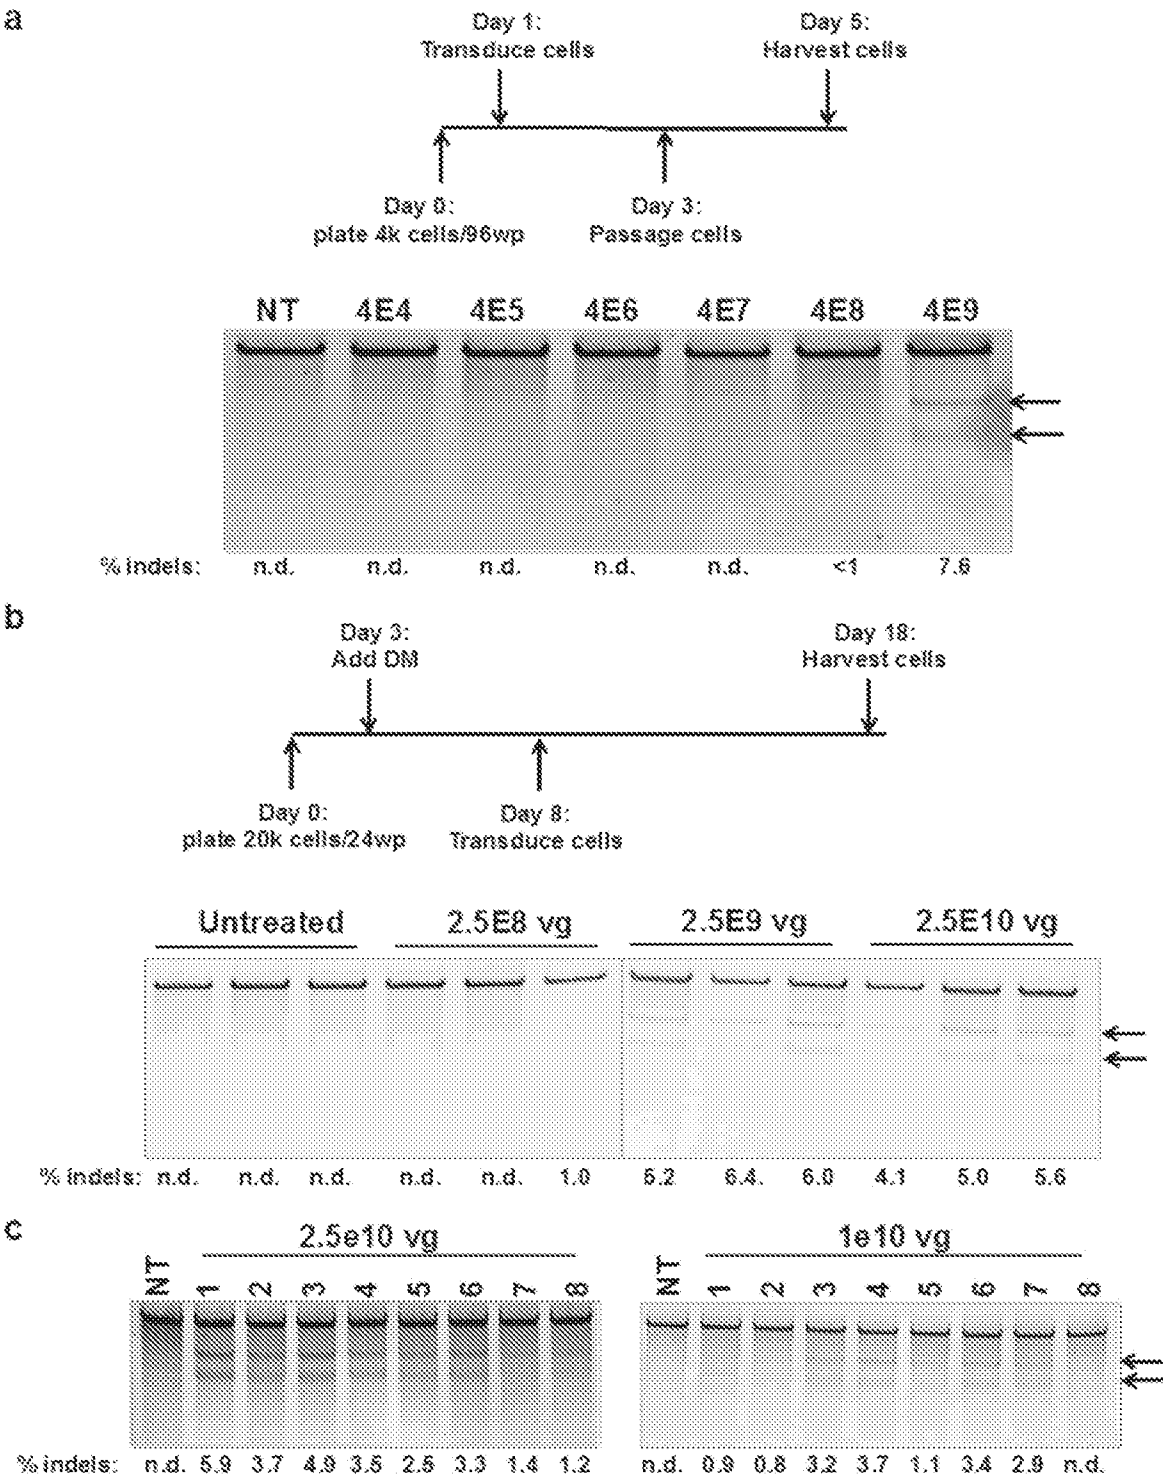 a
Day 1:
Transduce cells
Day 5:
Harvest cells
Day 0:
plate 4k cells/96wp
Day 3:
Passage cells
NT 4E4 4E5 4E6 4E7 4E8 4E9
% indels: n.d. n.d. n.d. n.d. n.d. <1 7.6
b
Day 3:
Add DM
Day 18:
Harvest cells
Day 0:
plate 20k cells/24wp
Day 8:
Transduce cells
Untreated 2.5E8 vg 2.5E9 vg 2.5E10 vg
% indels: n.d. n.d. n.d. n.d. n.d. 1.0 5.2 6.4. 6.0 4.1 5.0 5.6
c
2.5e10 vg 1e10 vg
NT 1 2 3 4 5 6 7 8 NT 1 2 3 4 5 6 7 8
% indels: n.d. 5.9 3.7 4.9 3.5 2.5 3.3 1.4 1.2 n.d. 0.9 0.8 3.2 3.7 1.1 3.4 2.9 n.d.